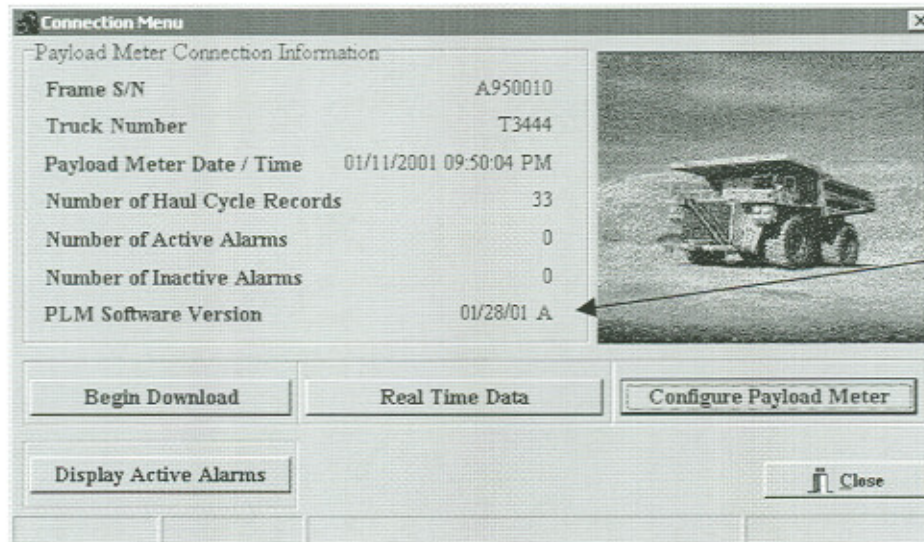 Connection Menu
Payload Meter Connection Information
Frame S/N A950010
Truck Number T3444
Payload Meter Date / Time 01/11/2001 09:50:04 PM
Number of Haul Cycle Records 33
Number of Active Alarms 0
Number of Inactive Alarms 0
PLM Software Version 01/28/01 A
Begin Download Real Time Data Configure Payload Meter
Display Active Alarms Close